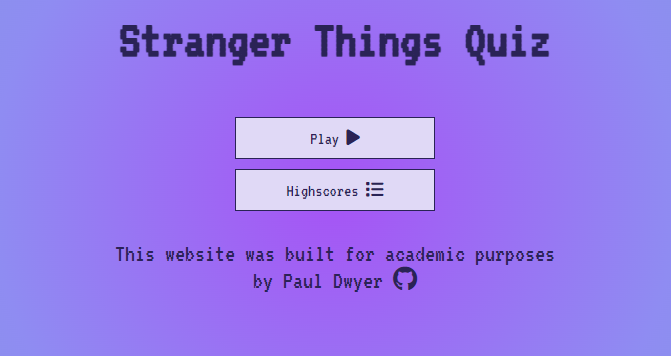 Stranger Things Quiz
Play
Highscores
This website was built for academic purposes
by Paul Dwyer